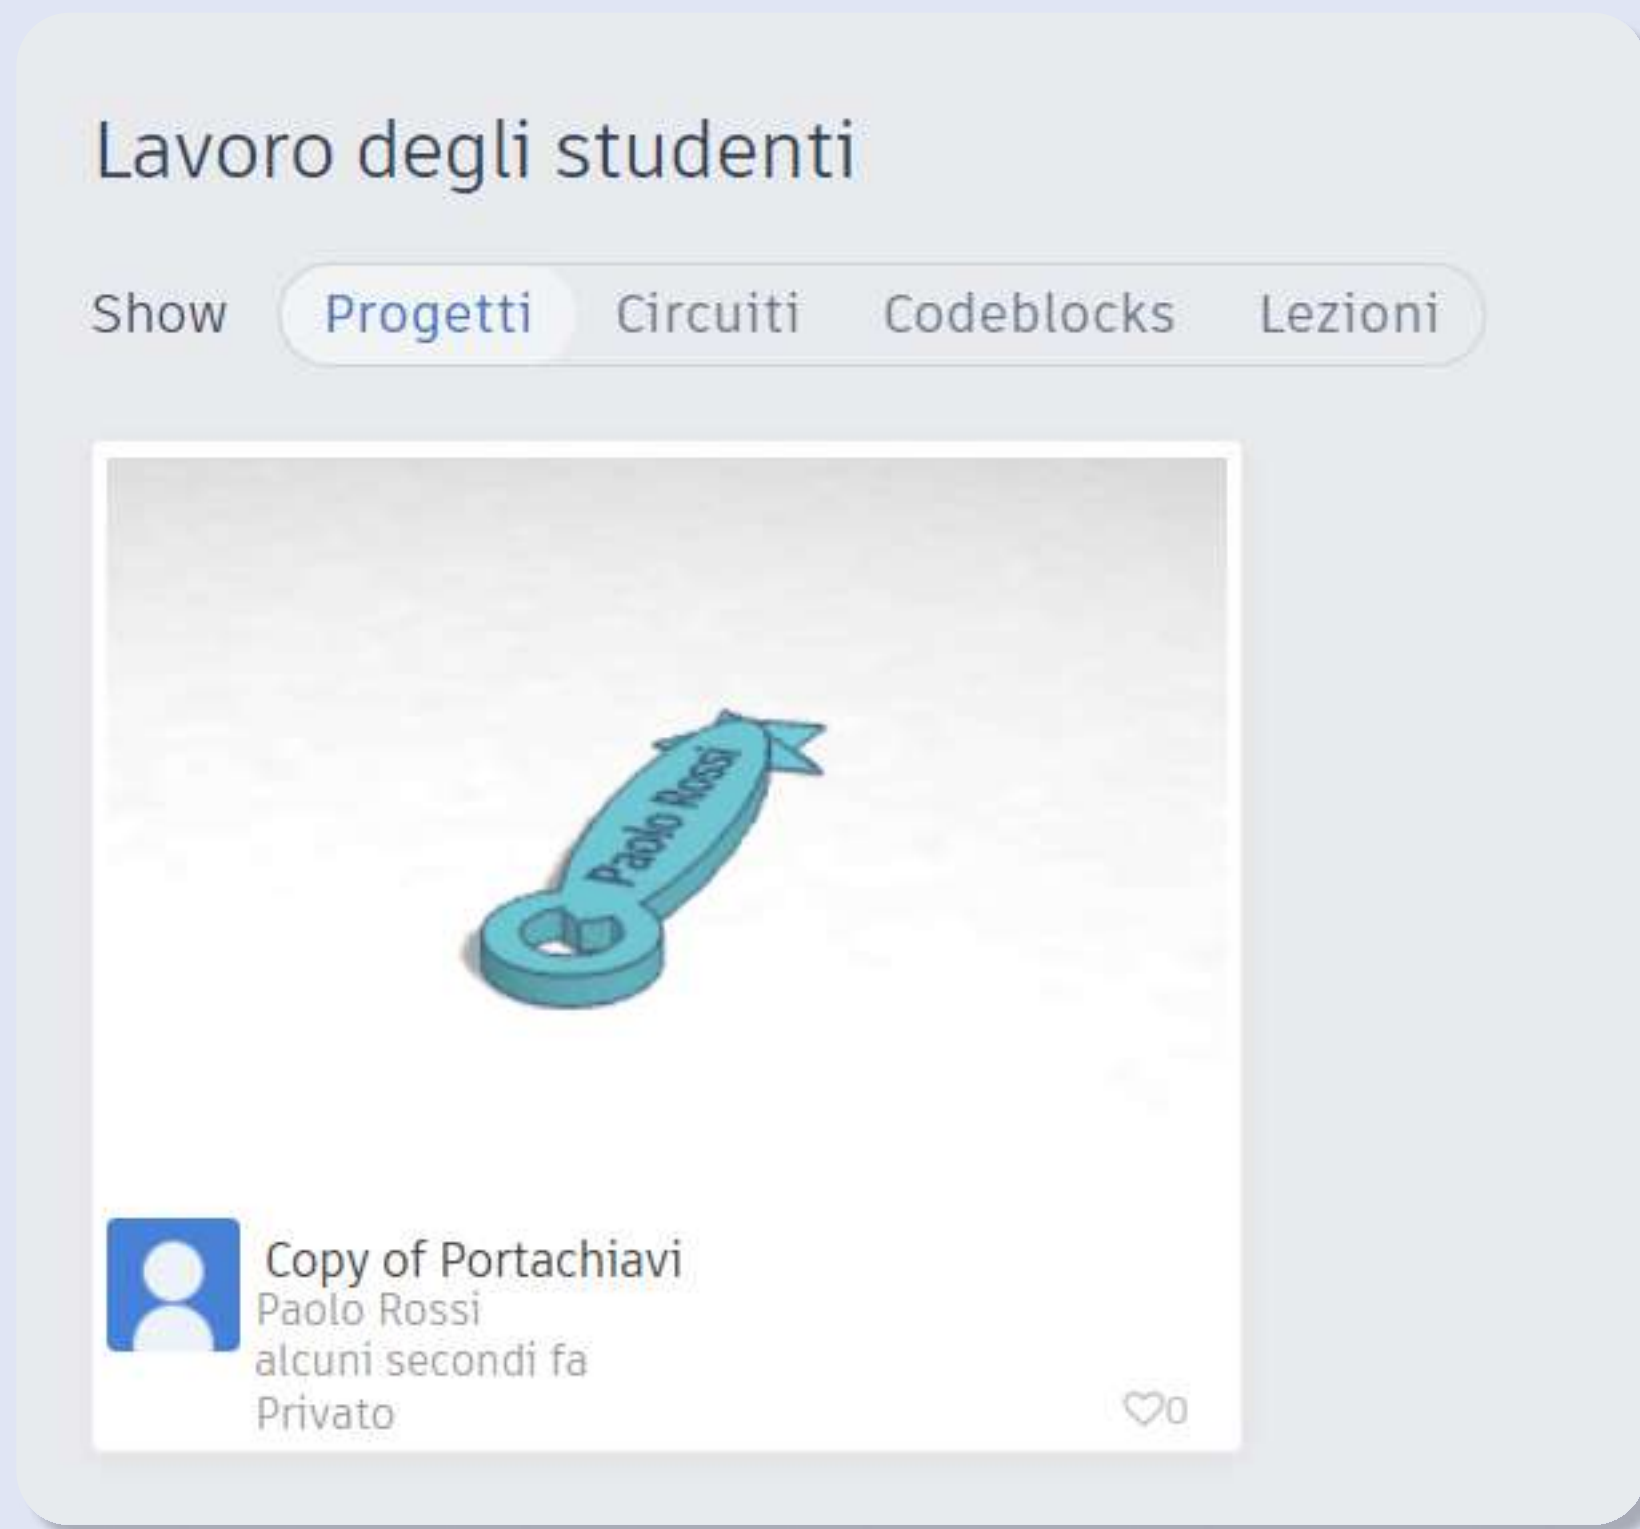 Lavoro degli studenti
Show Progetti Circuiti Codeblocks Lezioni
Paolo Rossi
Copy of Portachiavi
Paolo Rossi
alcuni secondi fa
Privato
0